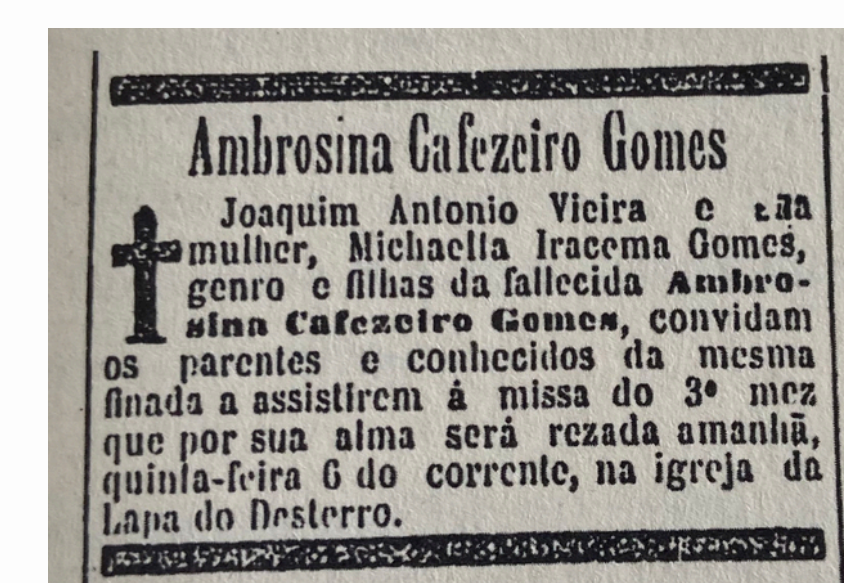 Ambrosina Cafezeiro Gomes
Joaquim Antonio Vieira e sua
mulher, Michaella Iracema Gomes,
genro e filhas da fallecida Ambro-
sina Cafezeiro Gomes, convidam
os parentes e conhecidos da mesma
finada a assistirem á missa do 3º mez
que por sua alma será rezada amanhã,
quinta-feira 6 do corrente, na igreja da
Lapa do Desterro.